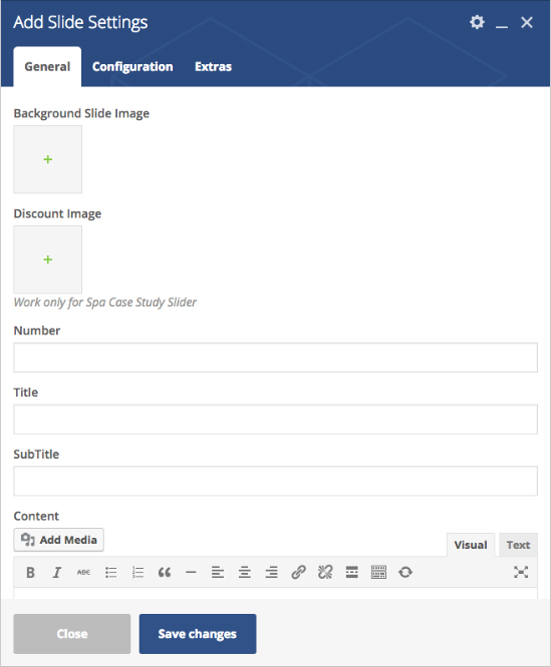 Add Slide Settings
General Configuration Extras
Background Slide Image
+
Discount Image
+
Work only for Spa Case Study Slider
Number
Title
SubTitle
Content
Add Media
Visual Text
B I ABC
Close Save changes